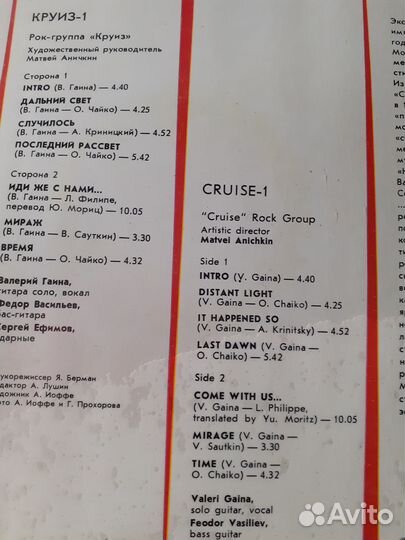 КРУИЗ-1
Рок-группа «Круиз»
Художественный руководитель
Матвей Аничкин
Сторона 1
INTRO (В. Гаина) — 4.40
ДАЛЬНИЙ СВЕТ
(В. Гаина — О. Чайко) — 4.25
СЛУЧИЛОСЬ
(В. Гаина — А. Криницкий) — 4.52
ПОСЛЕДНИЙ РАССВЕТ
(В. Гаина — О. Чайко) — 5.42
Сторона 2
ИДИ ЖЕ С НАМИ...
(В. Гаина — Л. Филипе,
перевод Ю. Мориц) — 10.05
МИРАЖ
(В. Гаина — В. Сауткин) — 3.30
ВРЕМЯ
(В. Гаина — О. Чайко) — 4.32
Валерий Гаина,
гитара соло, вокал
Федор Васильев,
бас-гитара
Сергей Ефимов,
ударные
Я. Берман
А. Лушин
А. Иоффе
А. Иоффе и Г. Прохорова
CRUISE-1
"Cruise" Rock Group
Artistic director
Matvei Anichkin
Side 1
INTRO (V. Gaina) — 4.40
DISTANT LIGHT
(V. Gaina — O. Chaiko) — 4.25
IT HAPPENED SO
(V. Gaina — A. Krinitsky) — 4.52
LAST DAWN (V. Gaina —
O. Chaiko) — 5.42
Side 2
COME WITH US...
(V. Gaina — L. Philippe,
translated by Yu. Moritz) — 10.05
MIRAGE (V. Gaina —
V. Sautkin) — 3.30
TIME (V. Gaina —
O. Chaiko) — 4.32
Valeri Gaina,
solo guitar, vocal
Feodor Vasiliev,
bass guitar
Avito